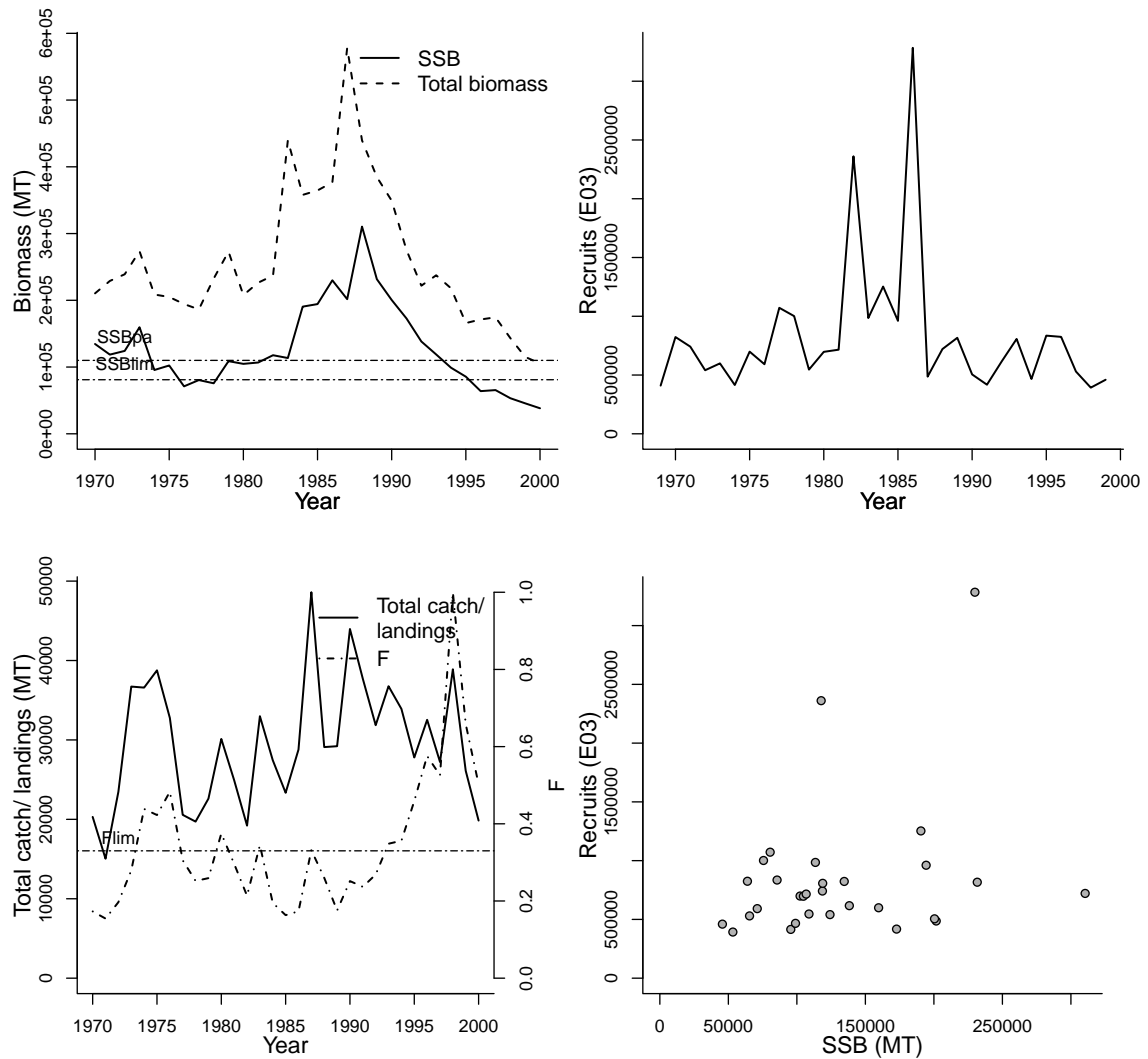 6e+05
5e+05
4e+05
3e+05
2e+05
1e+05
0e+00
Biomass (MT)
SSB
Total biomass
SSBpa
SSBlim
1970 1975 1980 1985 1990 1995 2000
Year
2500000
1500000
500000
0
Recruits (E03)
1970 1975 1980 1985 1990 1995 2000
Year
50000
40000
30000
20000
10000
0
Total catch/ landings (MT)
Total catch/
landings
F
Flim
1.0
0.8
0.6
0.4
0.2
0.0
F
1970 1975 1980 1985 1990 1995 2000
Year
2500000
1500000
500000
0
Recruits (E03)
0 50000 150000 250000
SSB (MT)